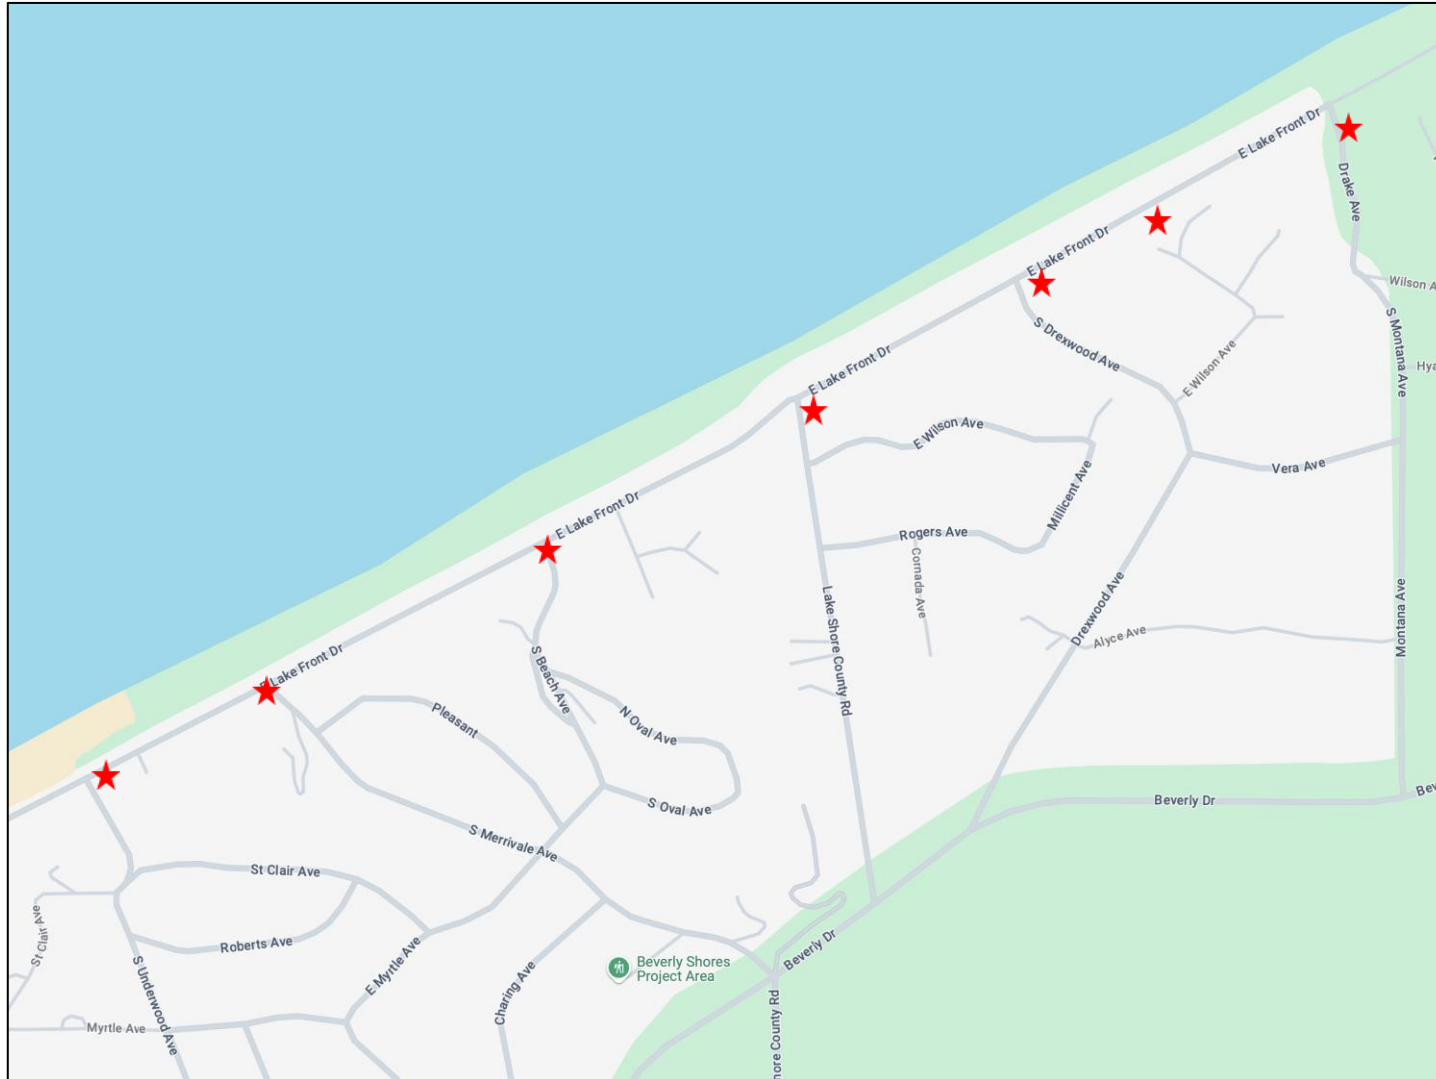 E Lake Front Dr
Drake Ave
E Lake Front Dr
Wilson A
S Drexwood Ave
S Montana Ave
E Wilson Ave
E Lake Front Dr
Hya
E Wilson Ave
Vera Ave
Millicent Ave
E Lake Front Dr
Rogers Ave
Cornada Ave
Lake Shore County Rd
Drexwood Ave
Alyce Ave
Montana Ave
E Lake Front Dr
S Beach Ave
Pleasant
N Oval Ave
S Oval Ave
Beverly Dr
Bev
S Merrivale Ave
St Clair Ave
St Clair Ave
Roberts Ave
S Underwood Ave
E Myrtle Ave
Charing Ave
Beverly Dr
Beverly Shores
Project Area
Myrtle Ave
hore County Rd